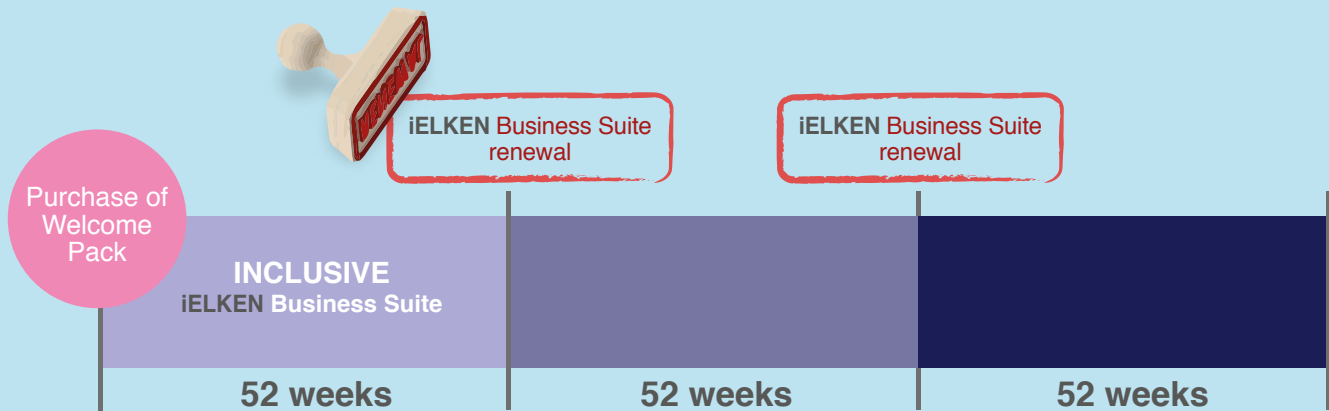 iELKEN Business Suite
renewal
iELKEN Business Suite
renewal
Purchase of
Welcome
Pack
INCLUSIVE
iELKEN Business Suite
52 weeks
52 weeks
52 weeks